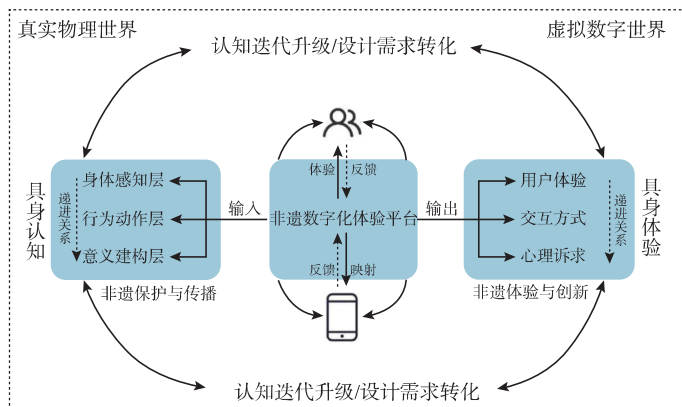 真实物理世界
虚拟数字世界
认知迭代升级/设计需求转化
具身认知
递进关系
身体感知层
行为动作层
意义建构层
非遗保护与传播
输入
体验
反馈
非遗数字化体验平台
反馈
映射
输出
用户体验
交互方式
心理诉求
递进关系
具身体验
非遗体验与创新
认知迭代升级/设计需求转化